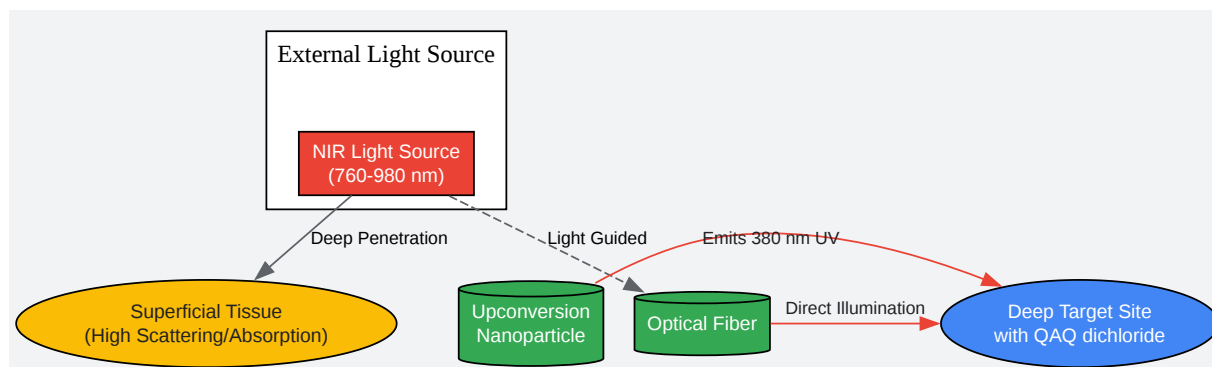 External Light Source
NIR Light Source
(760-980 nm)
Deep Penetration
Light Guided
Emits 380 nm UV
Superficial Tissue
(High Scattering/Absorption)
Upconversion
Nanoparticle
Optical Fiber
Direct Illumination
Deep Target Site
with QAQ dichloride